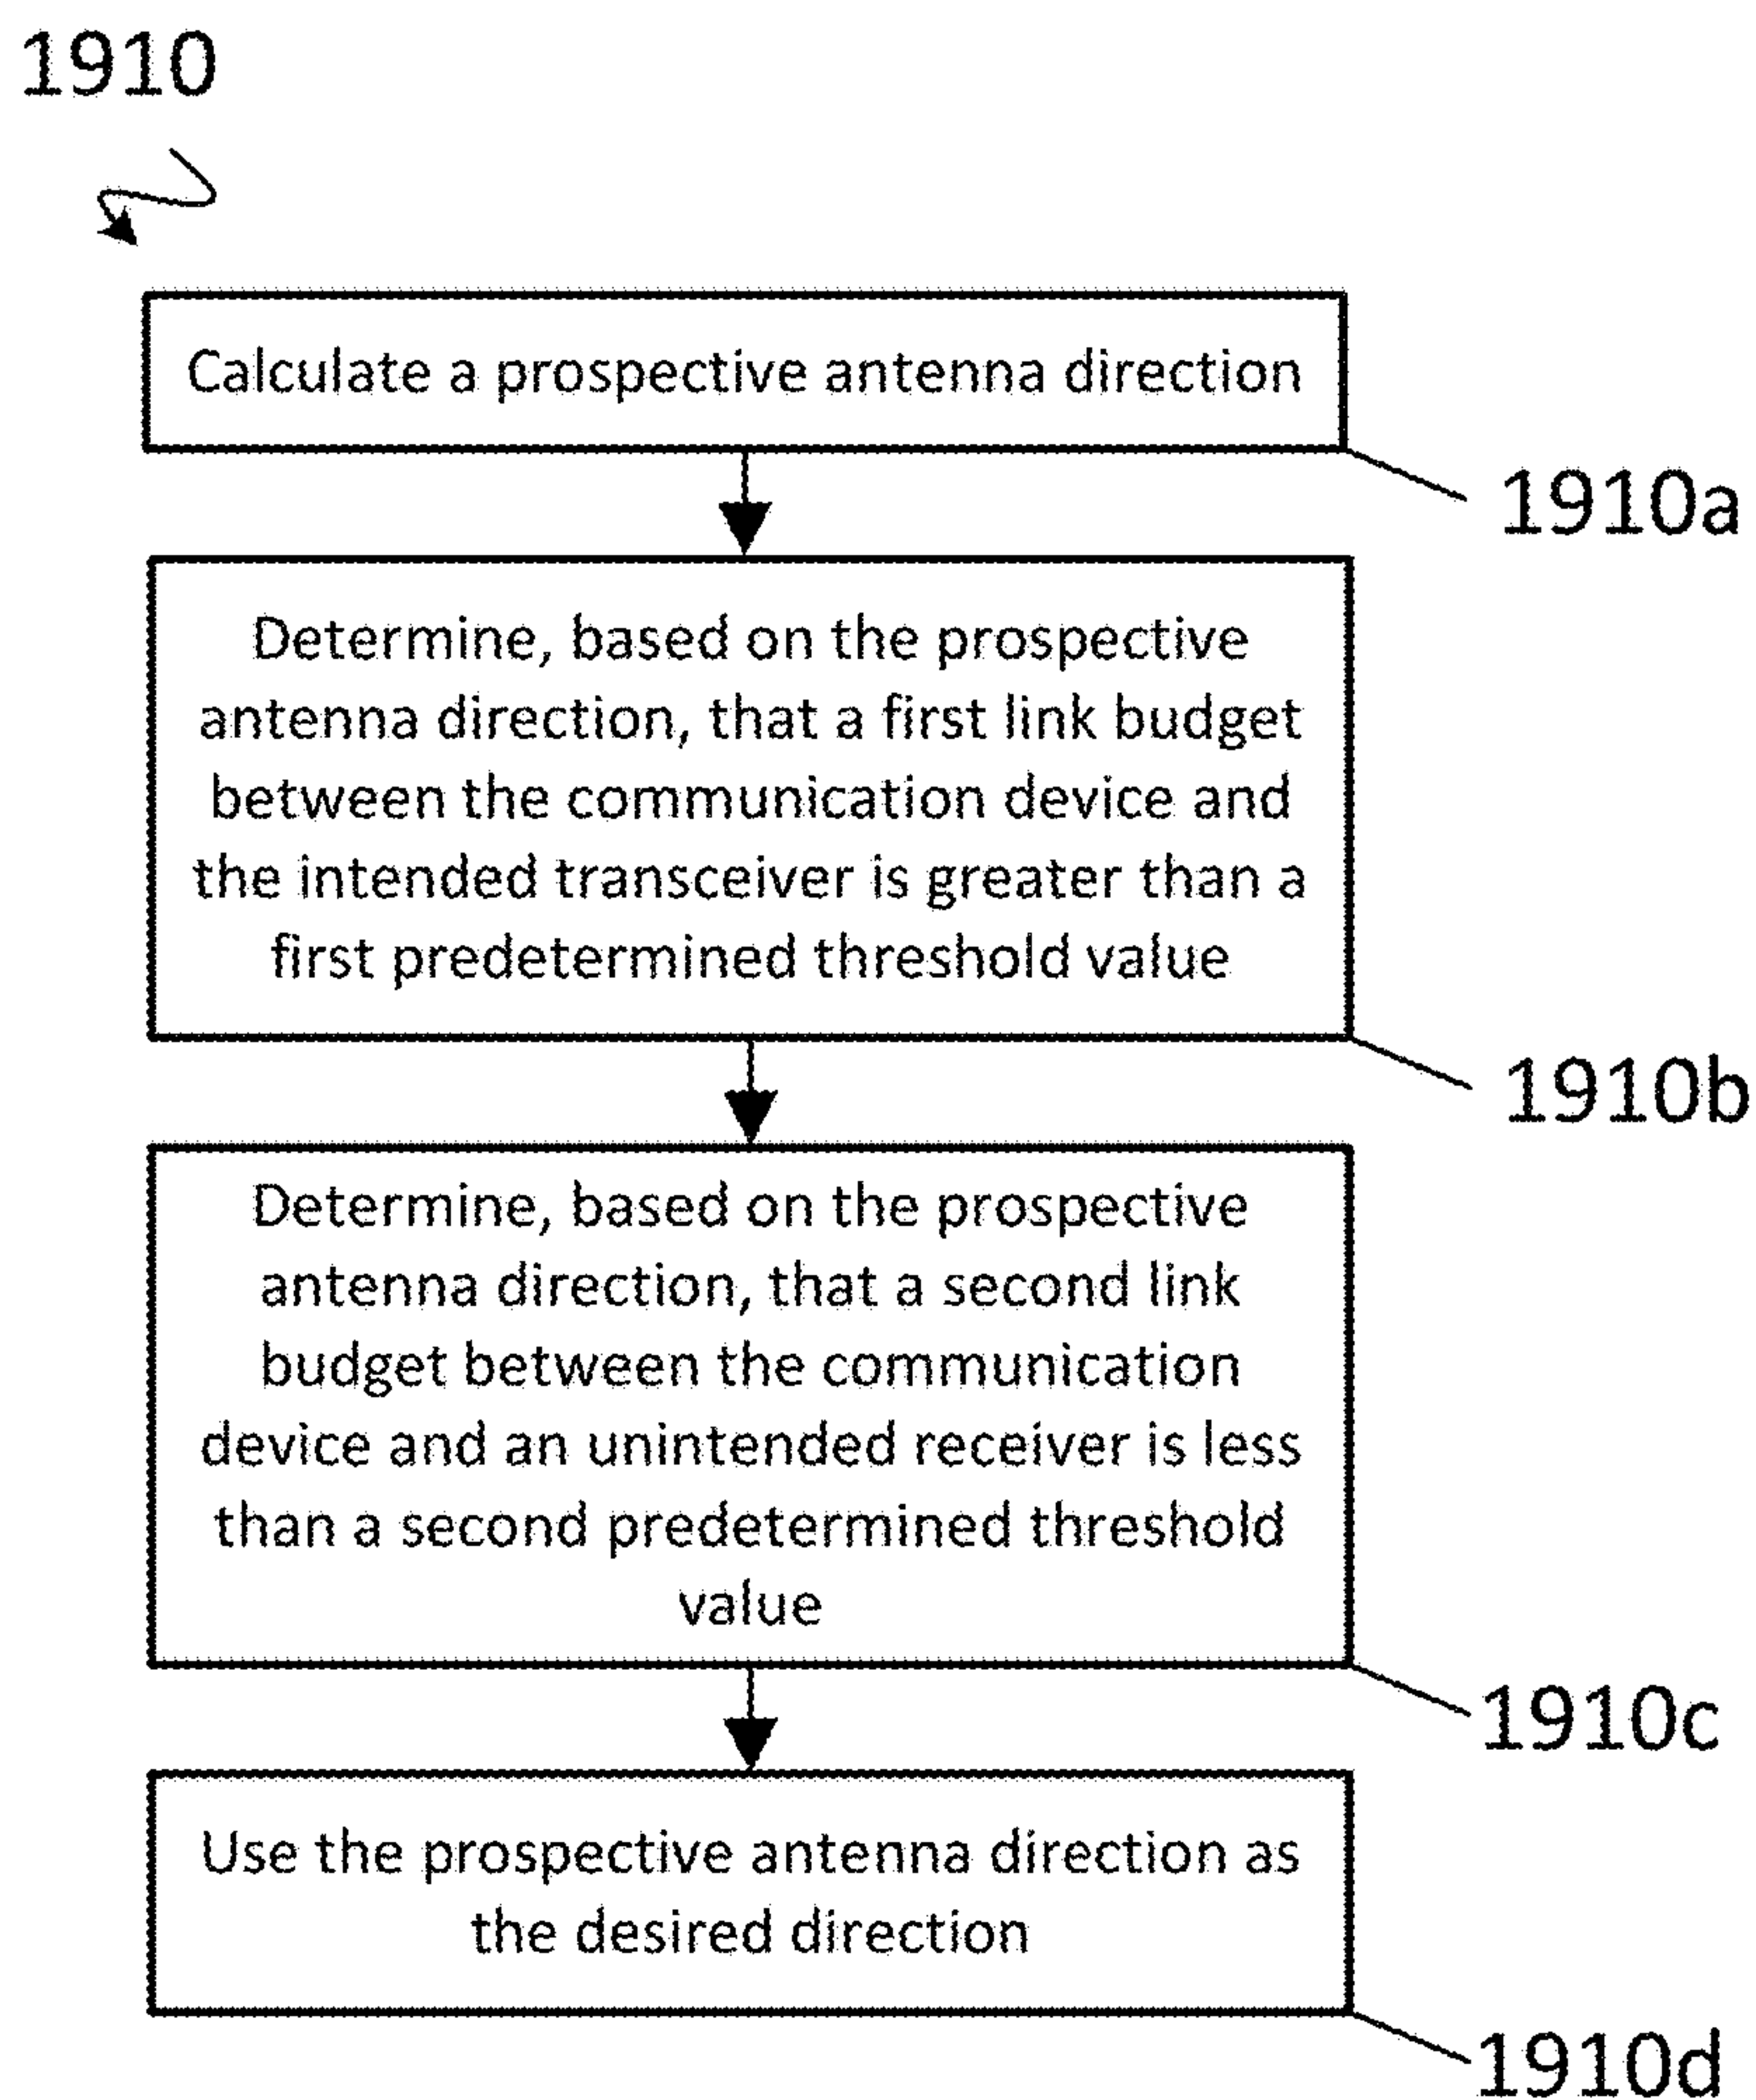 1910
Calculate a prospective antenna direction
1910a
Determine, based on the prospective
antenna direction, that a first link budget
between the communication device and
the intended transceiver is greater than a
first predetermined threshold value
1910b
Determine, based on the prospective
antenna direction, that a second link
budget between the communication
device and an unintended receiver is less
than a second predetermined threshold
value
1910c
Use the prospective antenna direction as
the desired direction
1910d